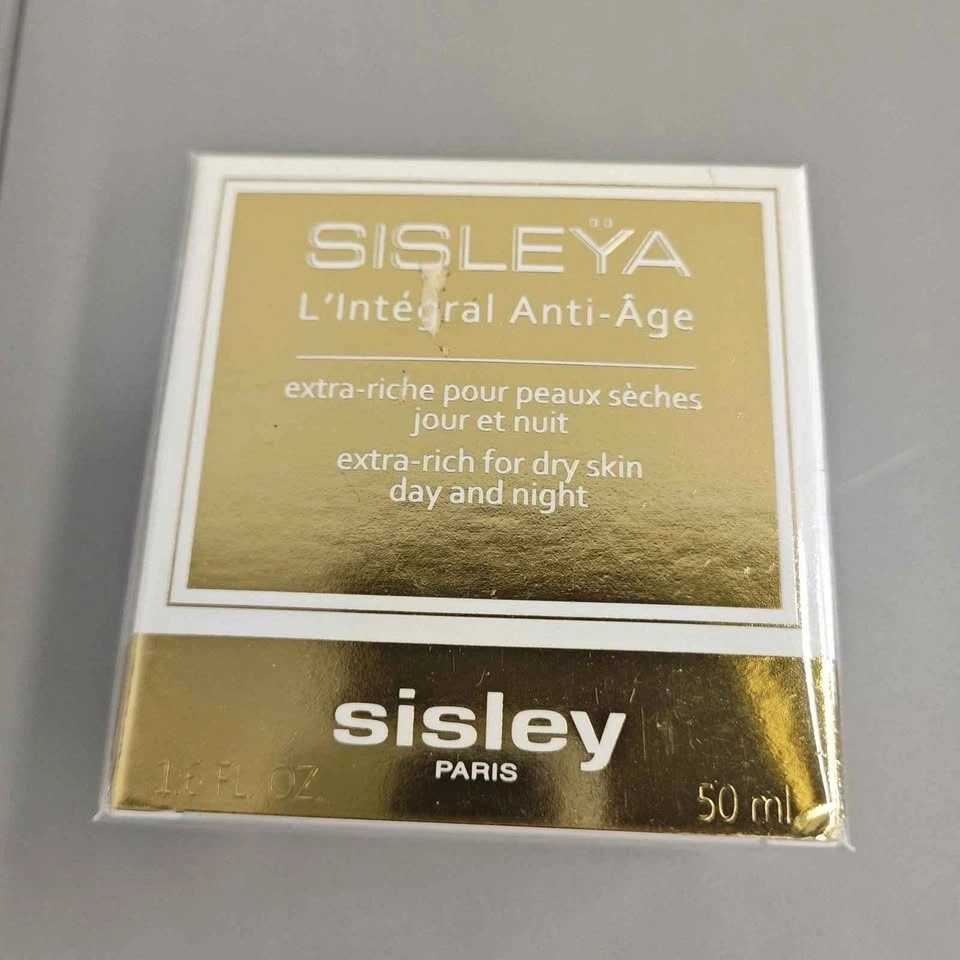 SISLEŸA
L'Intégral Anti-Âge
extra-riche pour peaux sèches
jour et nuit
extra-rich for dry skin
day and night
sisley
PARIS
1.6 FL. OZ.
50 ml